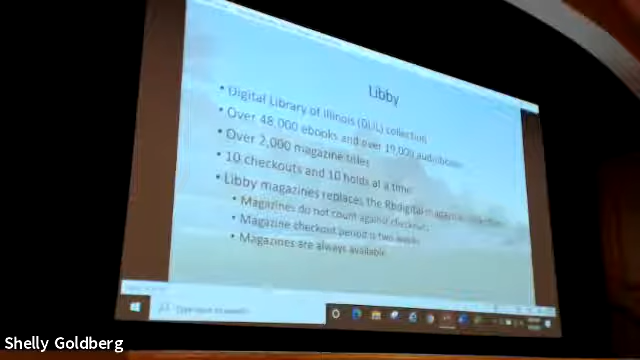 Libby
• Digital Library of Illinois (DLIL) collection
• Over 48,000 ebooks and over 19,000 audiobooks
• Over 2,000 magazine titles
• 10 checkouts and 10 holds at a time
• Libby magazines replaces the Rbdigital
• Magazines do not count against checkouts
• Magazine checkout period is two weeks
• Magazines are always available
Shelly Goldberg